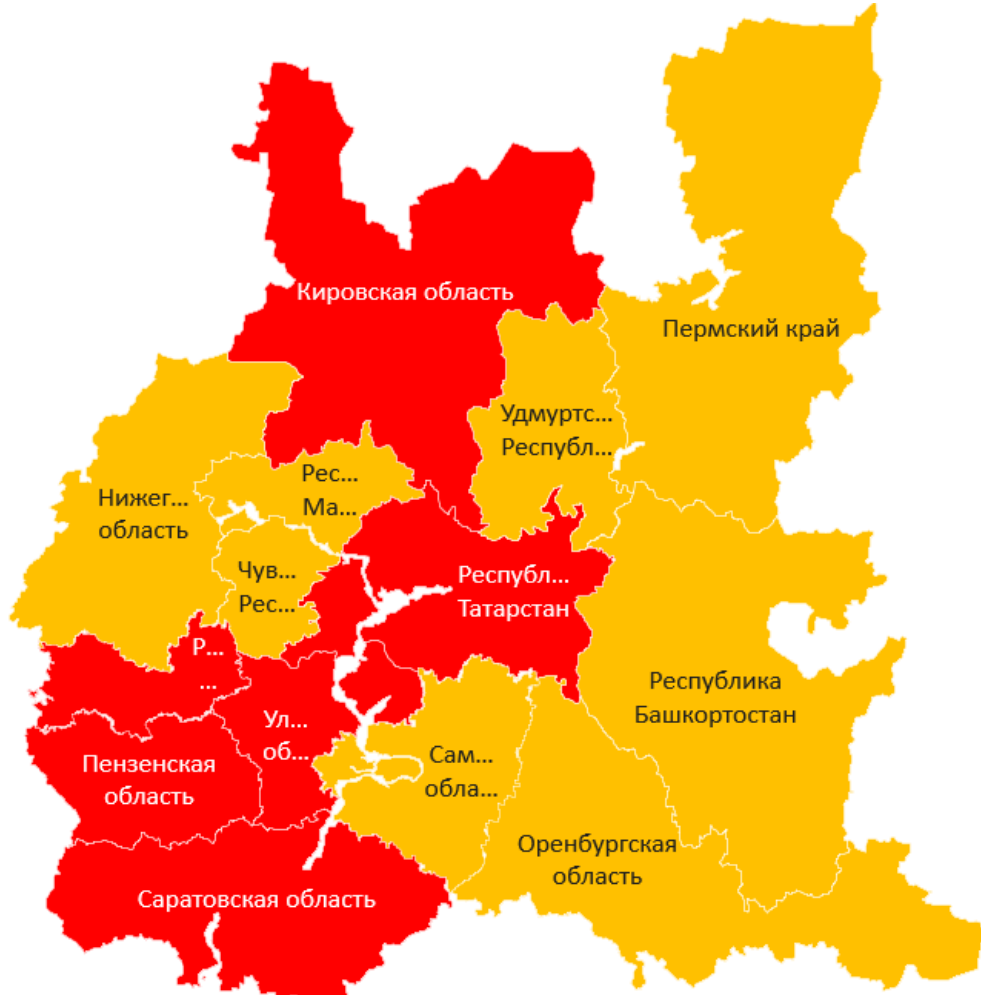 Кировская область
Пермский край
Удмуртс...
Республ...
Рес...
Ма...
Нижег...
область
Чув...
Рес...
Республ...
Татарстан
Р...
...
Республика
Башкортостан
Ул...
об...
Сам...
обла...
Пензенская
область
Оренбургская
область
Саратовская область